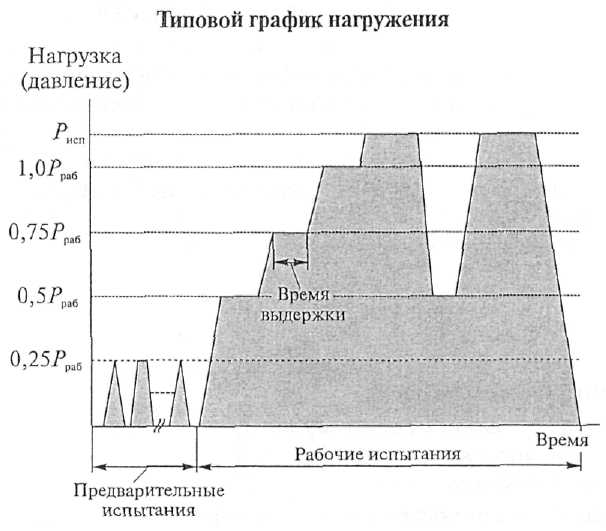 Типовой график нагружения
Нагрузка
(давление)
Pисп
1,0Pраб
0,75Pраб
0,5Pраб
0,25Pраб
Время
выдержки
Время
Рабочие испытания
Предварительные
испытания